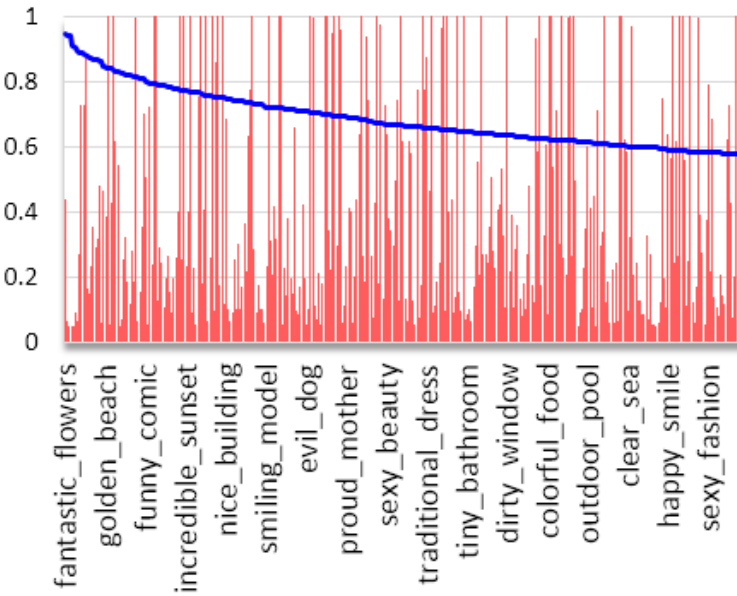 1
0.8
0.6
0.4
0.2
0
fantastic_flowers
golden_beach
funny_comic
incredible_sunset
nice_building
smiling_model
evil_dog
proud_mother
sexy_beauty
traditional_dress
tiny_bathroom
dirty_window
colorful_food
outdoor_pool
clear_sea
happy_smile
sexy_fashion